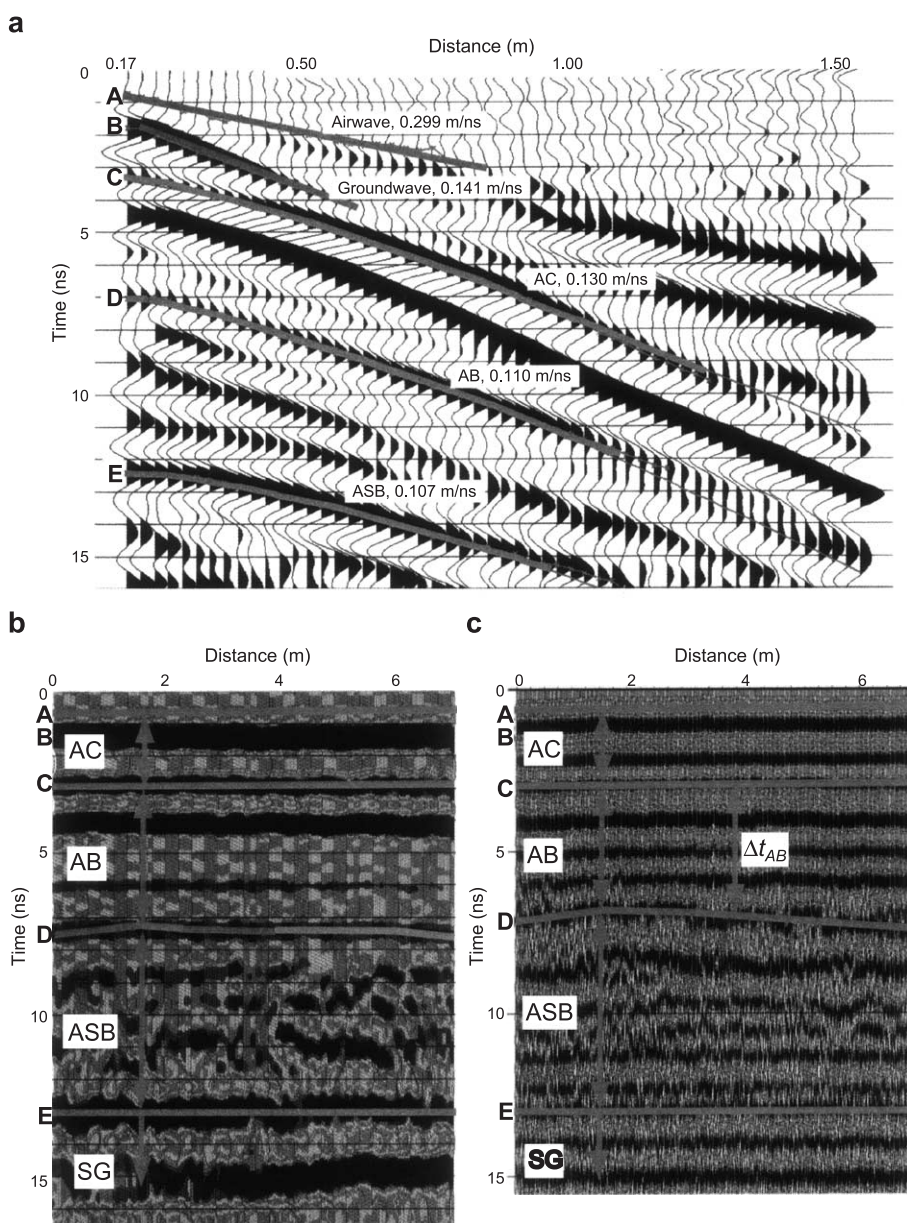 a
Distance (m)
0.17 0.50 1.00 1.50
0
A
Airwave, 0.299 m/ns
B
Groundwave, 0.141 m/ns
C
5
AC, 0.130 m/ns
D
Time (ns)
AB, 0.110 m/ns
10
E
ASB, 0.107 m/ns
15
b
Distance (m)
0 2 4 6
0
A
B
AC
C
AB
5
D
Time (ns)
ASB
10
E
SG
15
c
Distance (m)
0 2 4 6
0
A
B
AC
C
AB
ΔtAB
5
D
Time (ns)
ASB
10
E
SG
15